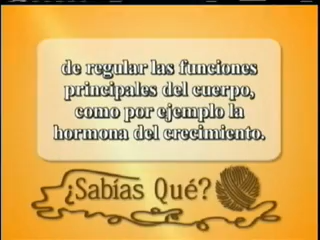 de regular las funciones
principales del cuerpo,
como por ejemplo la
hormona del crecimiento.
¿Sabías Qué?